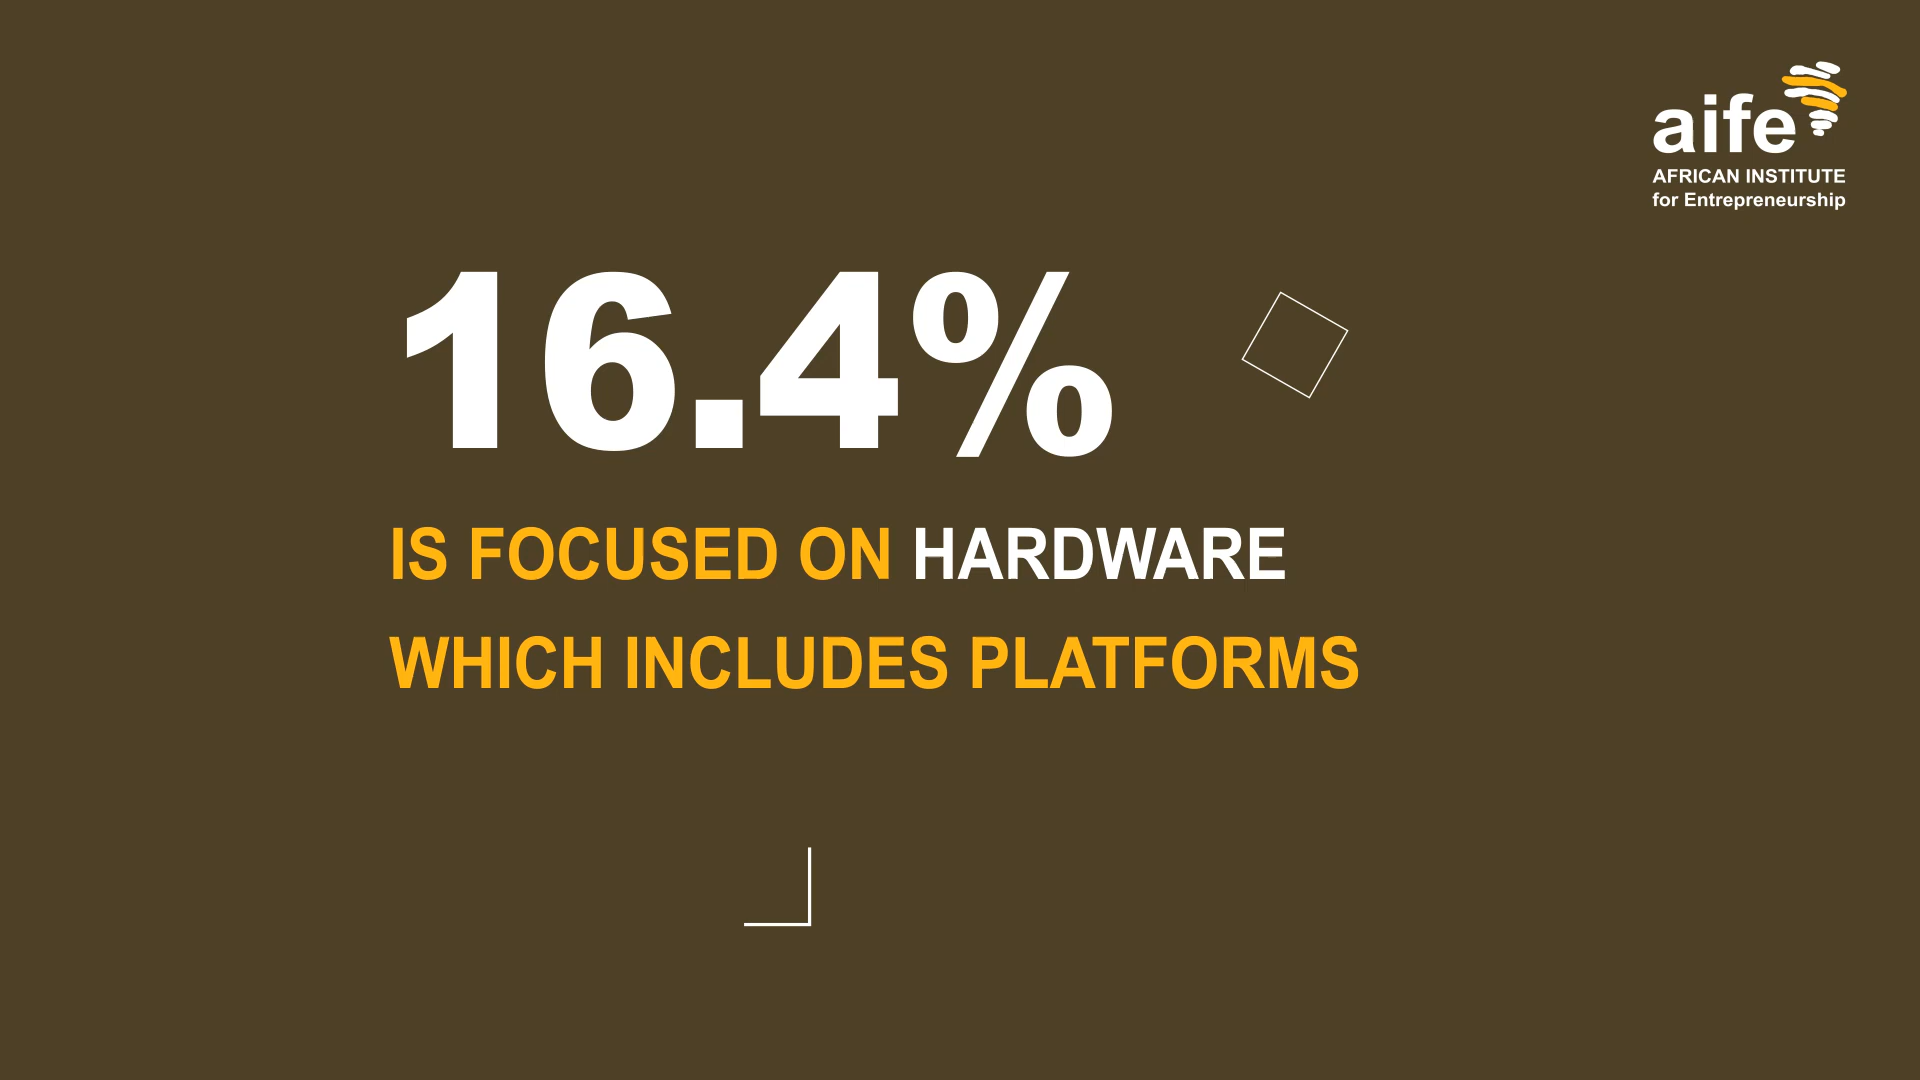 aife
AFRICAN INSTITUTE
for Entrepreneurship
16.4%
IS FOCUSED ON HARDWARE
WHICH INCLUDES PLATFORMS